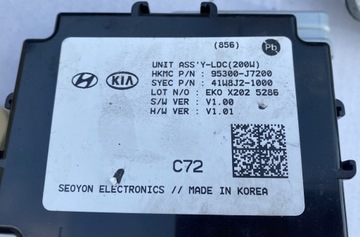 (856)
Pb
UNIT ASS'Y-LDC(200W)
HKMC P/N : 95300-J7200
SYEC P/N : 41W8J2-1000
LOT N/O : EKO X202 5286
S/W VER : V1.00
H/W VER : V1.01
KIA
C72
SEOYON ELECTRONICS // MADE IN KOREA